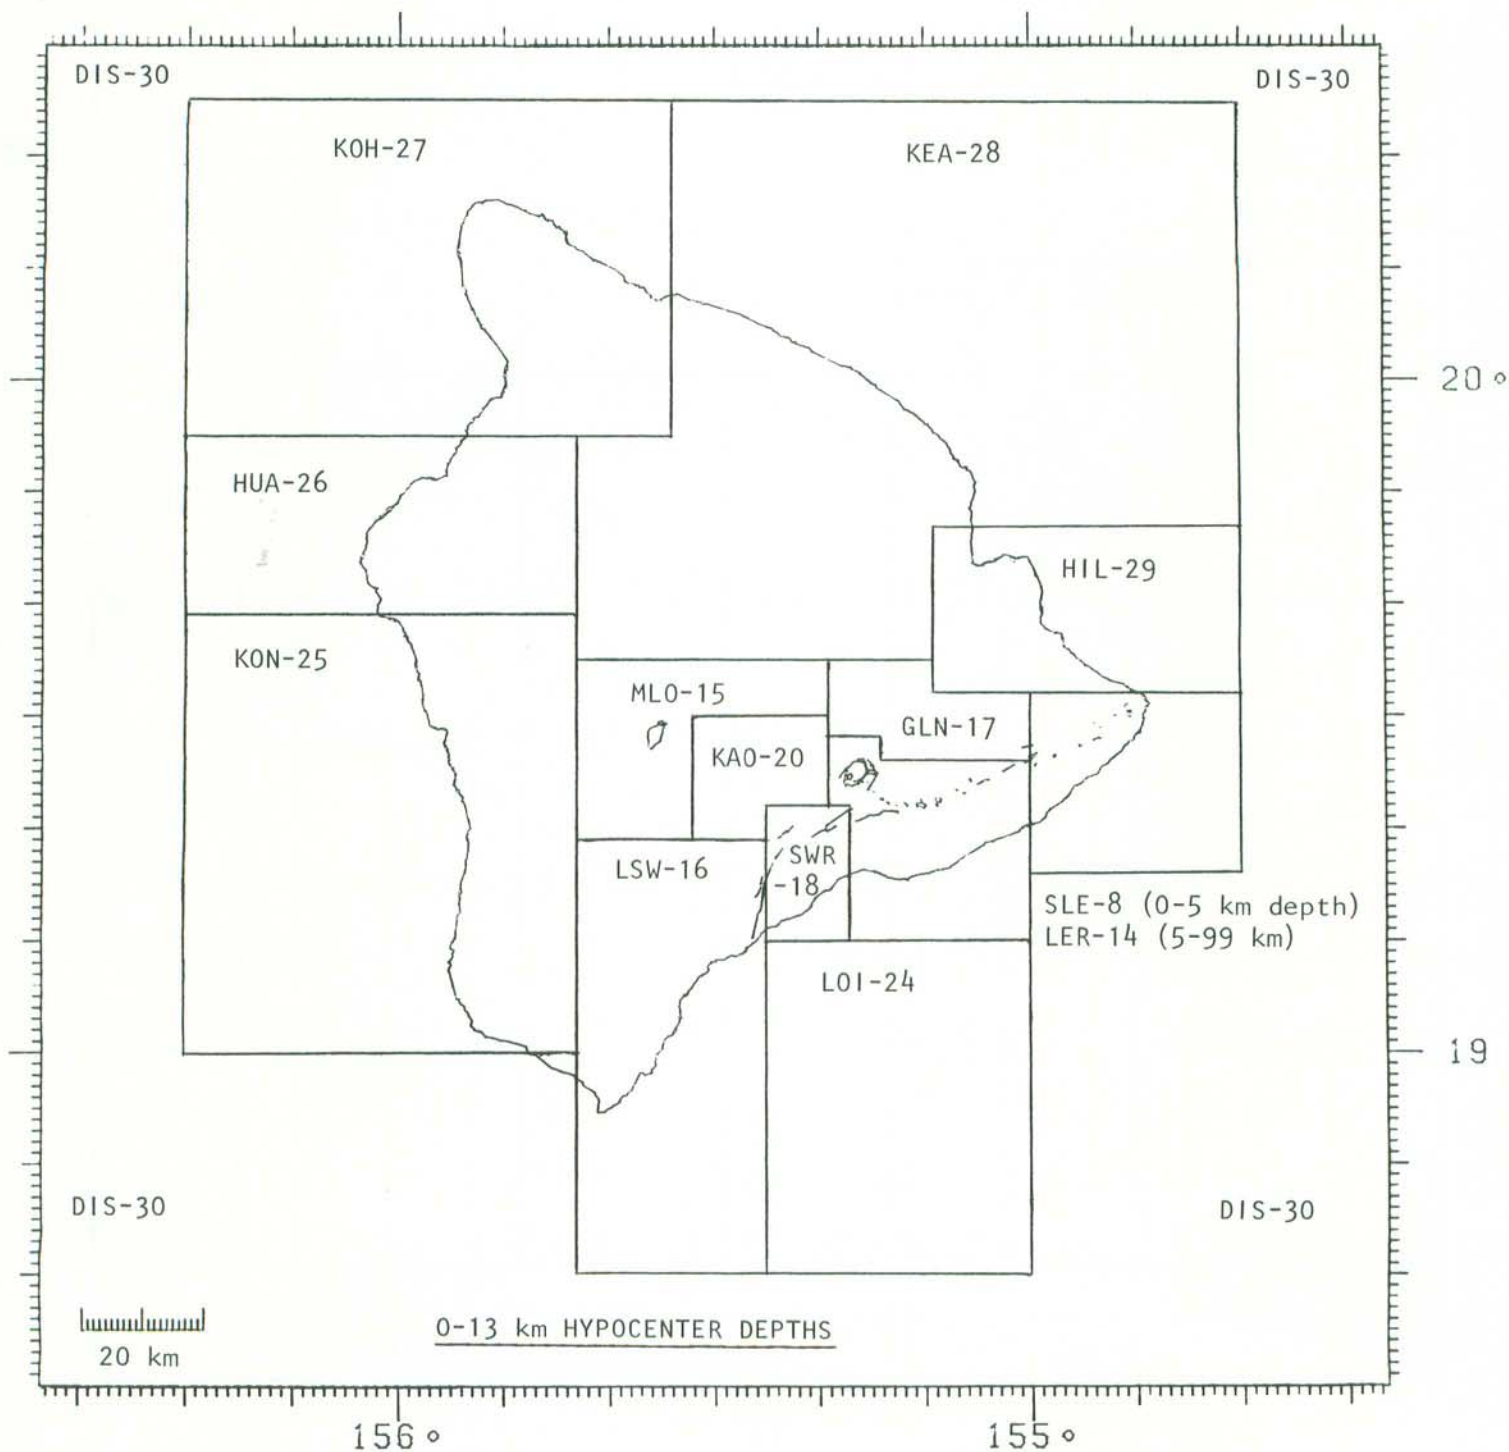 DIS-30
DIS-30
KOH-27
KEA-28
20°
HUA-26
HIL-29
KON-25
MLO-15
GLN-17
KAO-20
SWR
-18
LSW-16
SLE-8 (0-5 km depth)
LER-14 (5-99 km)
LOI-24
19
DIS-30
DIS-30
0-13 km HYPOCENTER DEPTHS
20 km
156°
155°